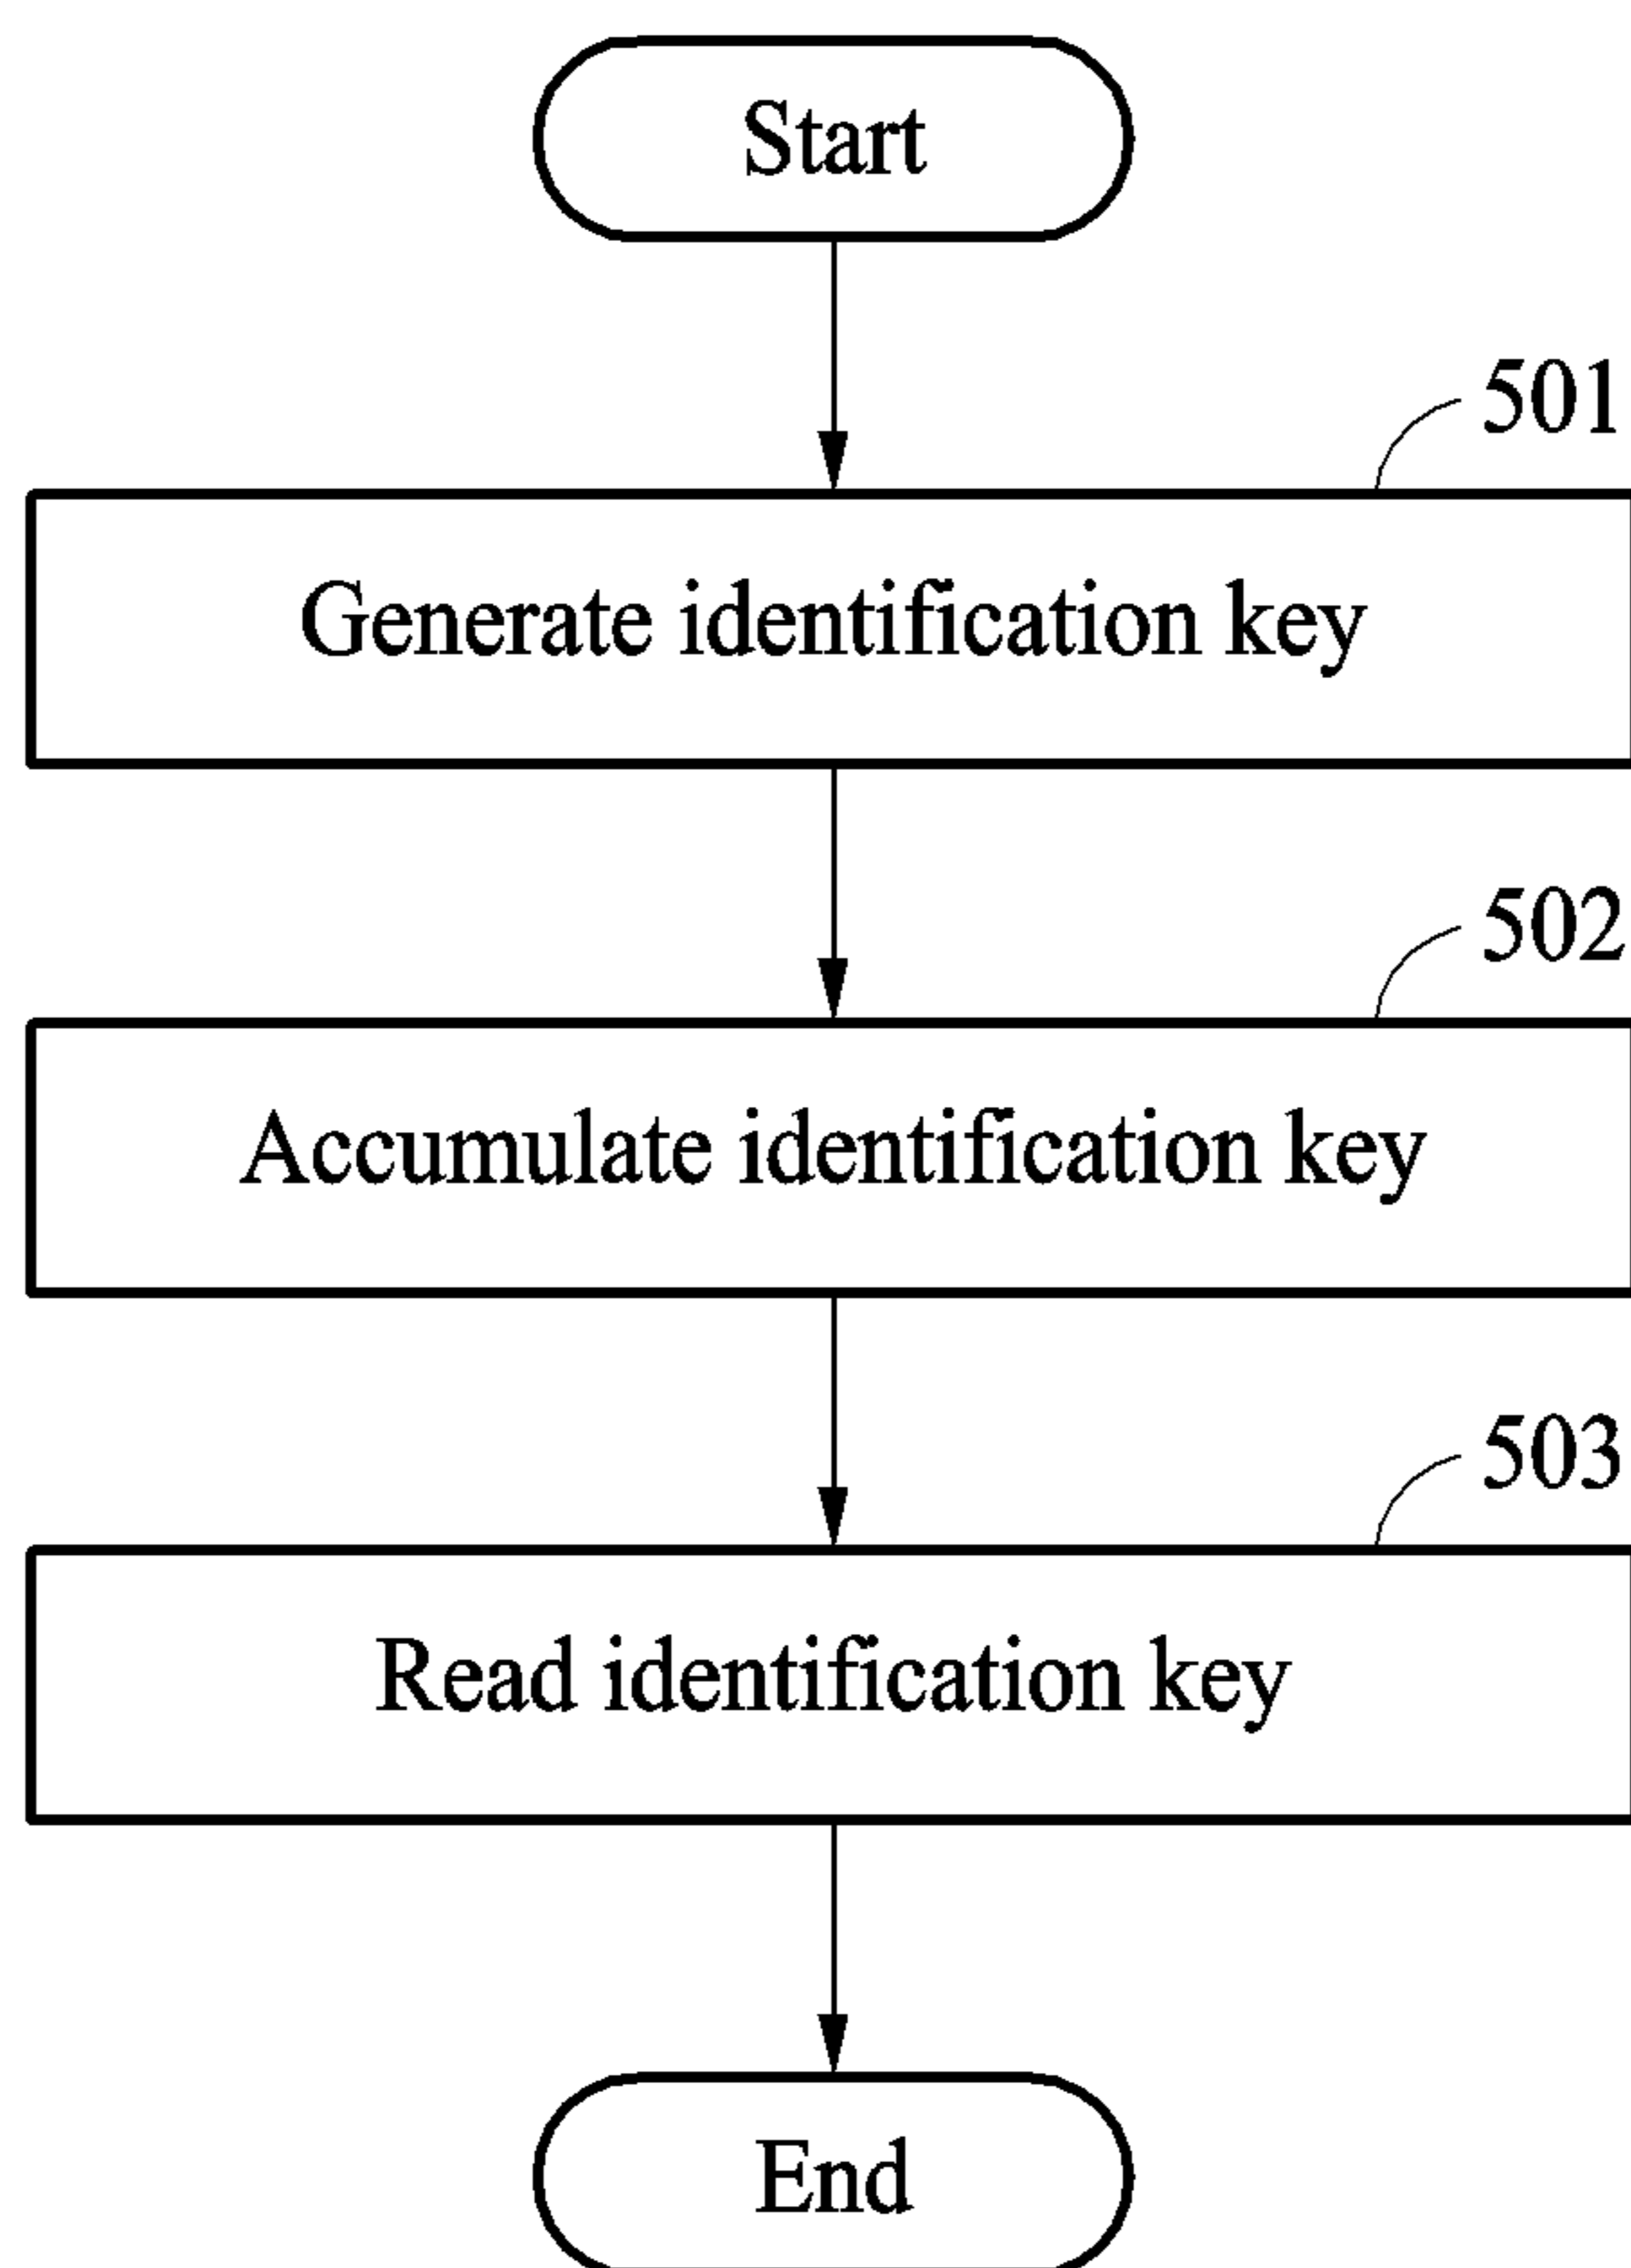 Start
501
Generate identification key
502
Accumulate identification key
503
Read identification key
End